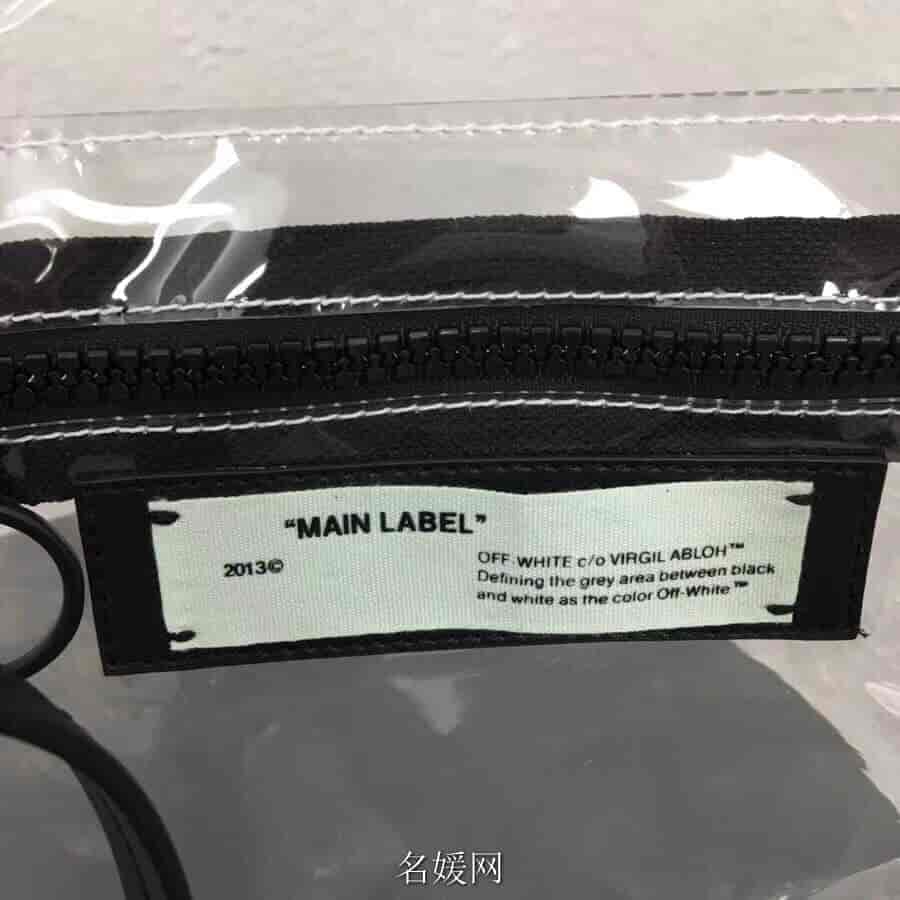 “MAIN LABEL”
2013©
OFF-WHITE c/o VIRGIL ABLOH™
Defining the grey area between black
and white as the color Off-White™
名媛网